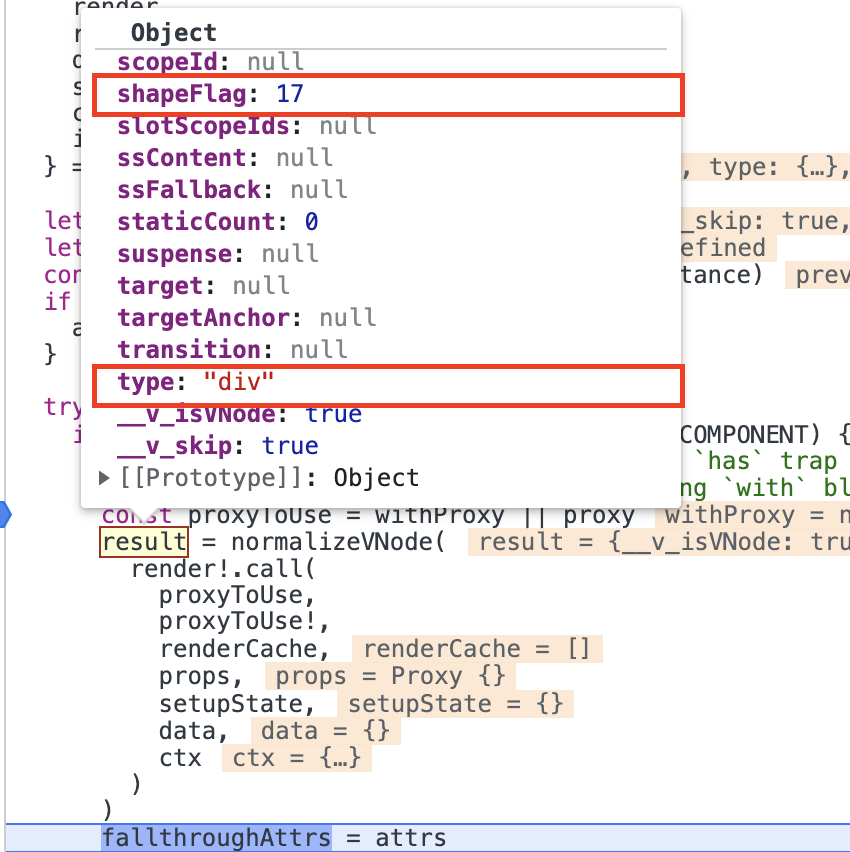 render
Object
scopeId: null
shapeFlag: 17
slotScopeIds: null
ssContent: null
ssFallback: null
} = , type: {…},
staticCount: 0
let _skip: true,
suspense: null
let efined
target: null
tance) prev
targetAnchor: null
if
transition: null
}
type: "div"
try
__v_isVNode: true
COMPONENT) {
__v_skip: true
`has` trap
[[Prototype]]: Object
ng `with` bl
const proxyToUse = withProxy || proxy withProxy = n
result = normalizeVNode( result = {__v_isVNode: tru
render!.call(
proxyToUse,
proxyToUse!,
renderCache, renderCache = []
props, props = Proxy {}
setupState, setupState = {}
data, data = {}
ctx ctx = {…}
)
)
fallthroughAttrs = attrs